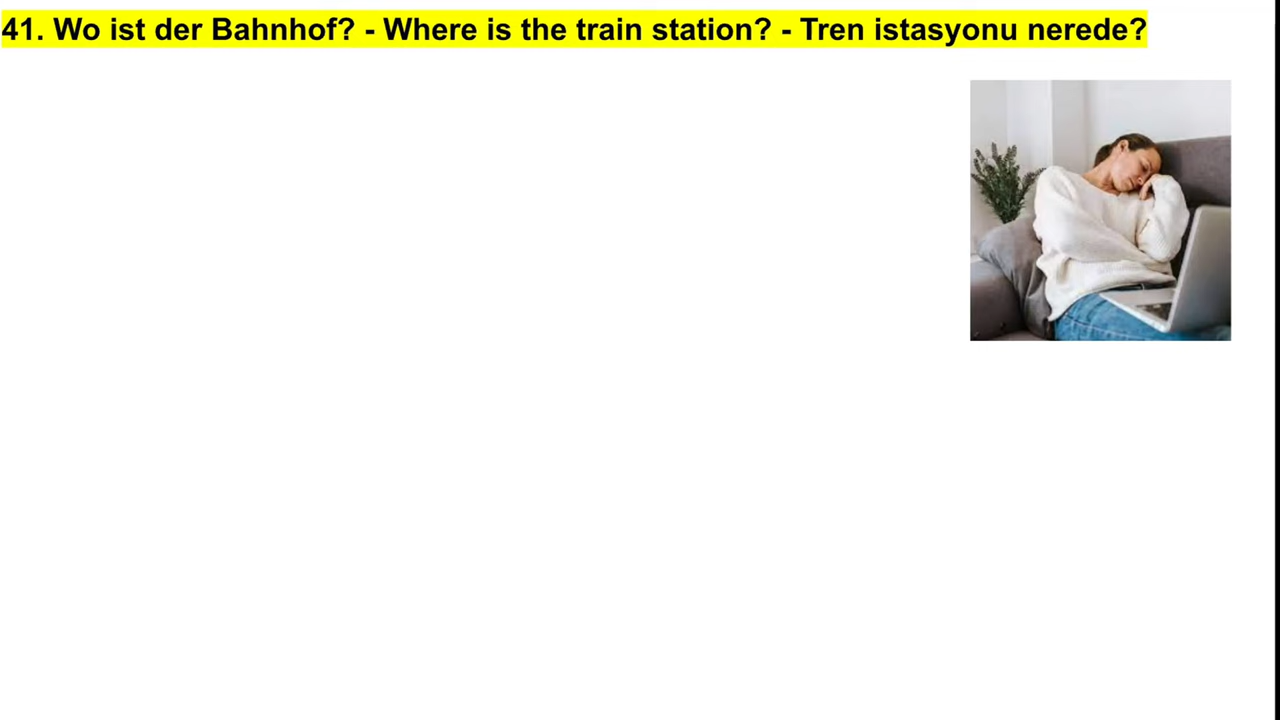 41. Wo ist der Bahnhof? - Where is the train station? - Tren istasyonu nerede?